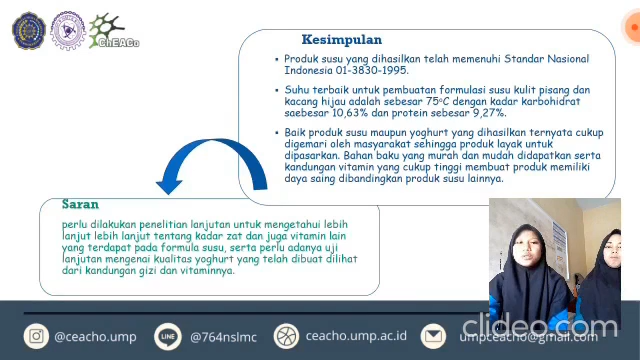 ChEACo
Kesimpulan
▪ Produk susu yang dihasilkan telah memenuhi Standar Nasional
Indonesia 01-3830-1995.
▪ Suhu terbaik untuk pembuatan formulasi susu kulit pisang dan
kacang hijau adalah sebesar 75°C dengan kadar karbohidrat
saebesar 10,63% dan protein sebesar 9,27%.
▪ Baik produk susu maupun yoghurt yang dihasilkan ternyata cukup
digemari oleh masyarakat sehingga produk layak untuk
dipasarkan. Bahan baku yang murah dan mudah didapatkan serta
kandungan vitamin yang cukup tinggi membuat produk memiliki
daya saing dibandingkan produk susu lainnya.
Saran
perlu dilakukan penelitian lanjutan untuk mengetahui lebih
lanjut lebih lanjut tentang kadar zat dan juga vitamin lain
yang terdapat pada formula susu, serta perlu adanya uji
lanjutan mengenai kualitas yoghurt yang telah dibuat dilihat
dari kandungan gizi dan vitaminnya.
clideo.com
@ceacho.ump
LINE
@764nslmc
ceacho.ump.ac.id
umpceacho@gmail.com